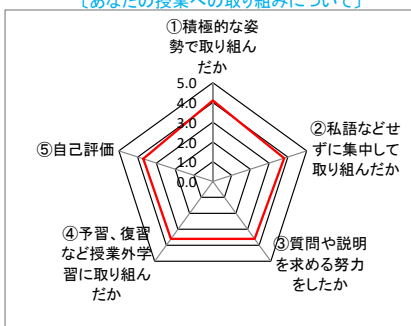 〔あなたの授業への取り組みについて〕
①積極的な姿
勢で取り組ん
だか
5.0
4.0
3.0
2.0
1.0
0.0
②私語などせ
ずに集中して
取り組んだか
③質問や説明
を求める努力
をしたか
④予習、復習
など授業外学
習に取り組ん
だか
⑤自己評価